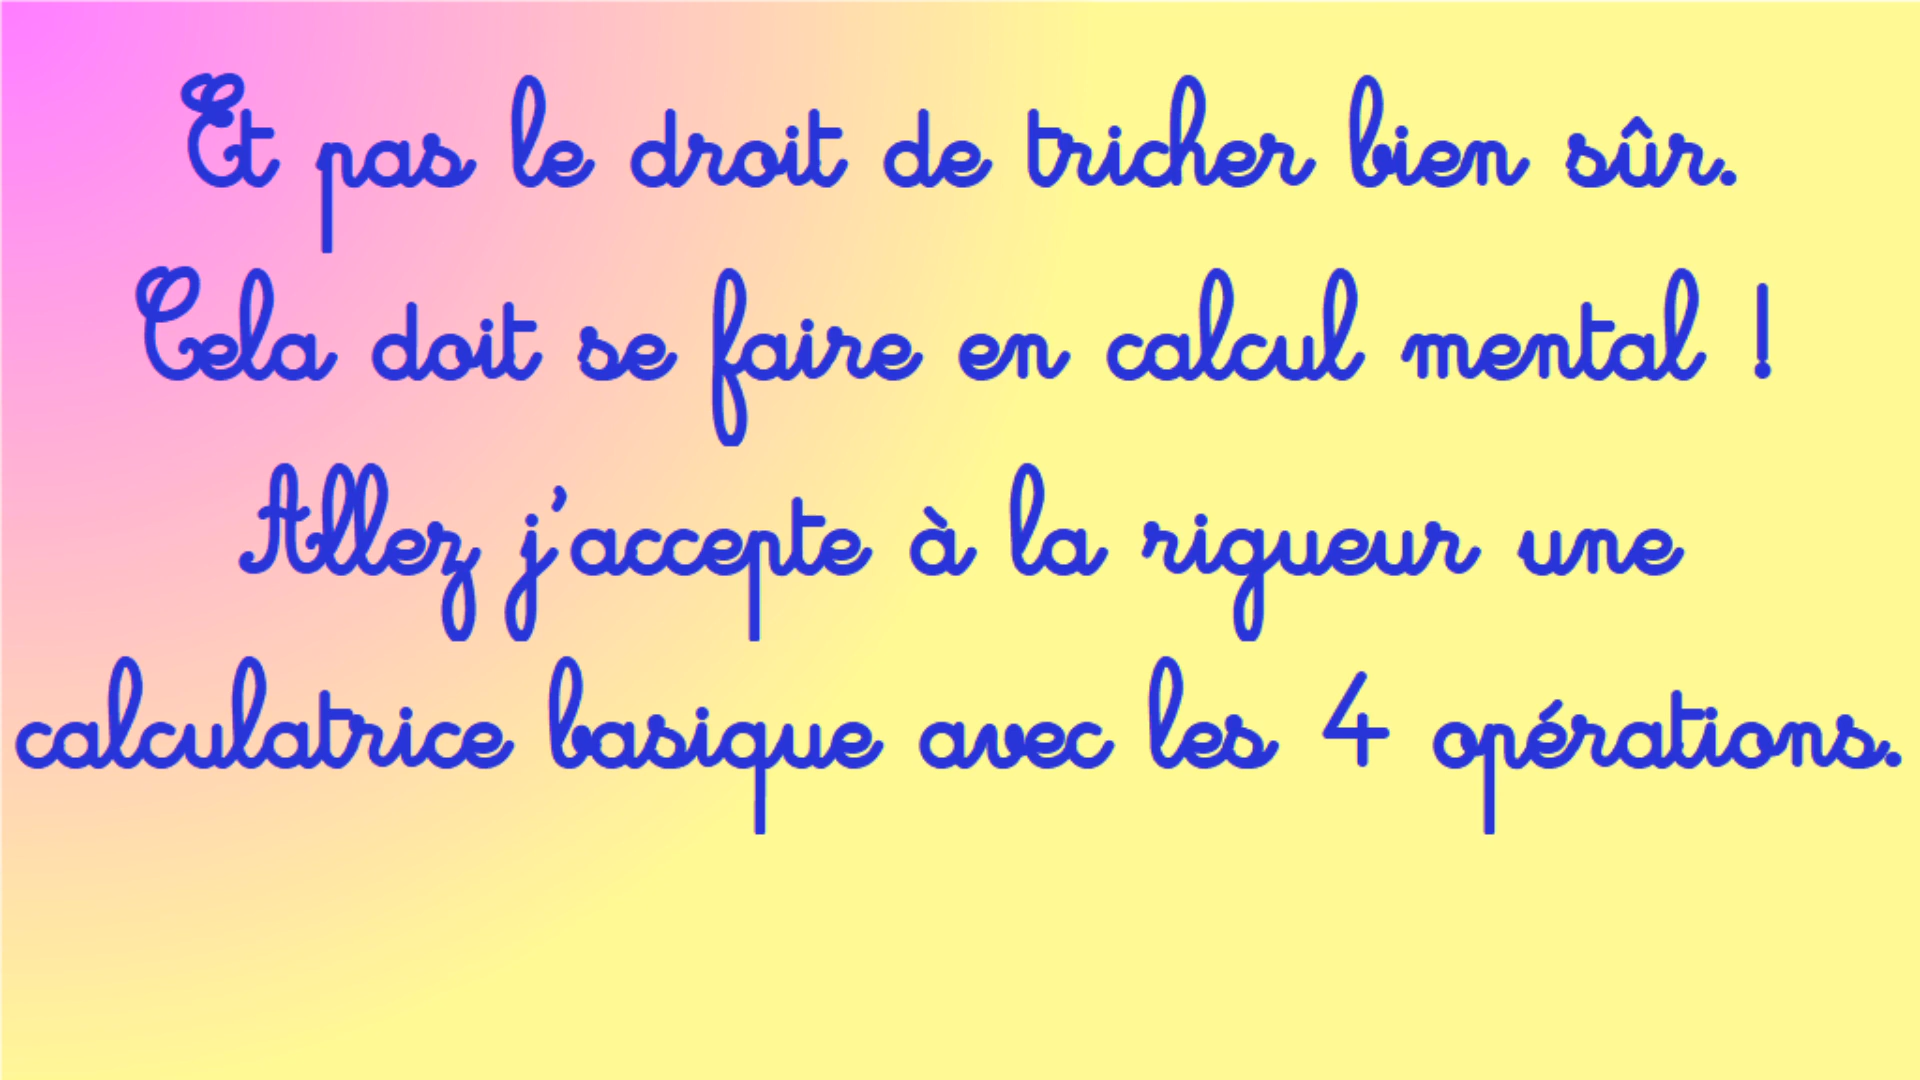 Et pas le droit de tricher bien sûr.
Cela doit se faire en calcul mental !
Allez j'accepte à la rigueur une
calculatrice basique avec les 4 opérations.